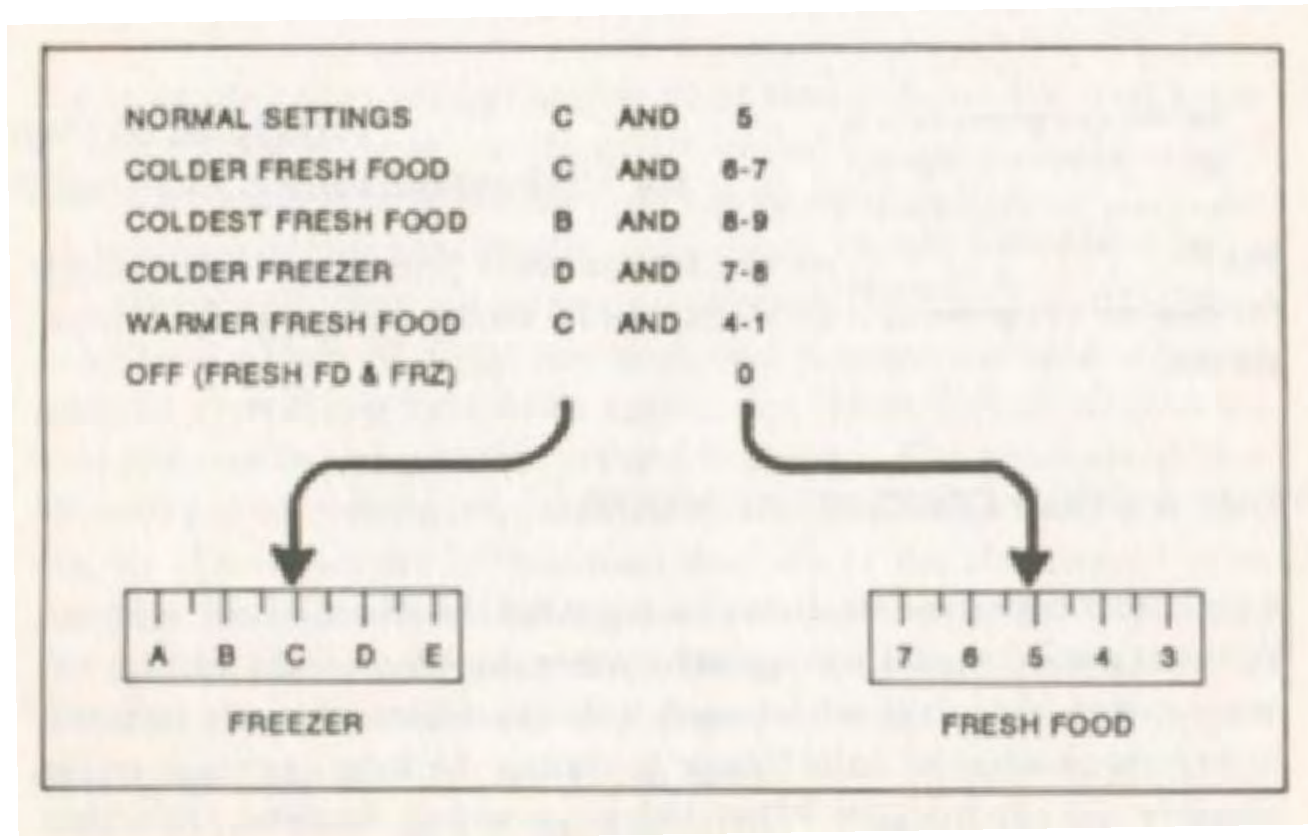 NORMAL SETTINGS C AND 5
COLDER FRESH FOOD C AND 6-7
COLDEST FRESH FOOD B AND 8-9
COLDER FREEZER D AND 7-8
WARMER FRESH FOOD C AND 4-1
OFF (FRESH FD & FRZ) 0
A B C D E
7 6 5 4 3
FREEZER
FRESH FOOD